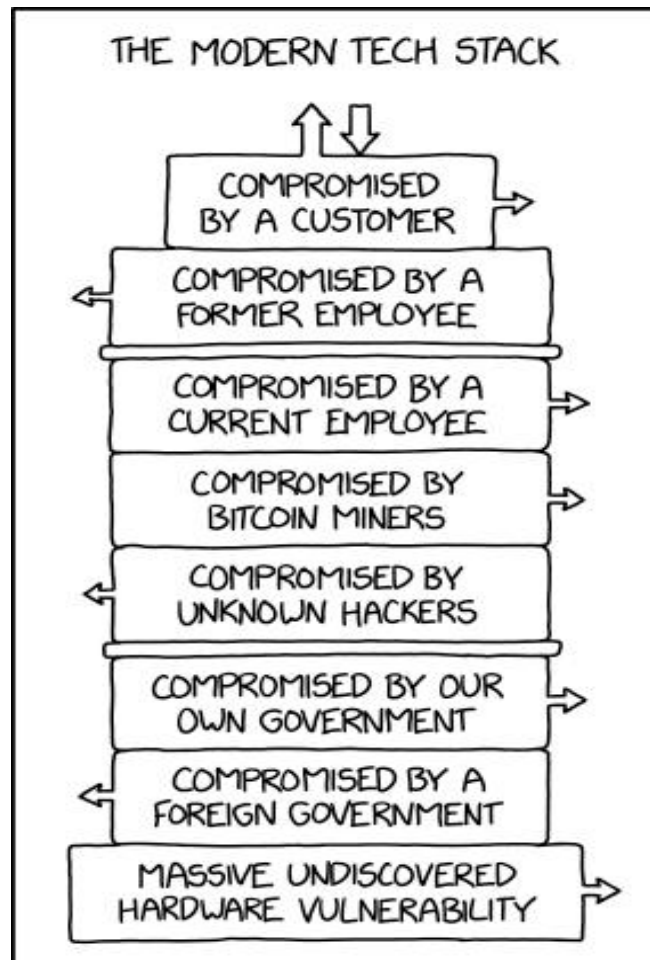 THE MODERN TECH STACK
COMPROMISED
BY A CUSTOMER
COMPROMISED BY A
FORMER EMPLOYEE
COMPROMISED BY A
CURRENT EMPLOYEE
COMPROMISED BY
BITCOIN MINERS
COMPROMISED BY
UNKNOWN HACKERS
COMPROMISED BY OUR
OWN GOVERNMENT
COMPROMISED BY A
FOREIGN GOVERNMENT
MASSIVE UNDISCOVERED
HARDWARE VULNERABILITY